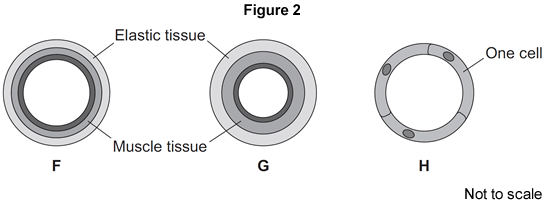 Figure 2
Elastic tissue
One cell
Muscle tissue
F
G
H
Not to scale